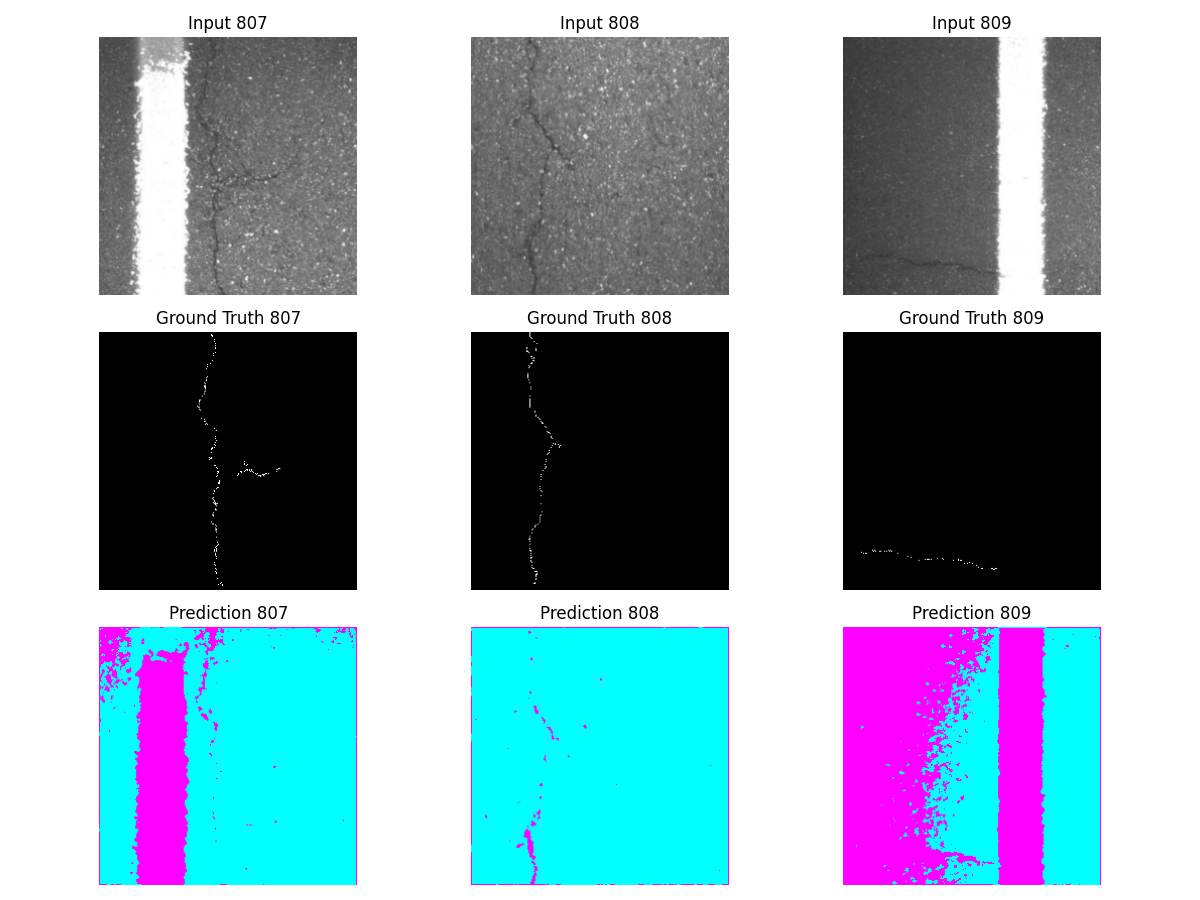 Input 807
Input 808
Input 809
Ground Truth 807
Ground Truth 808
Ground Truth 809
Prediction 807
Prediction 808
Prediction 809